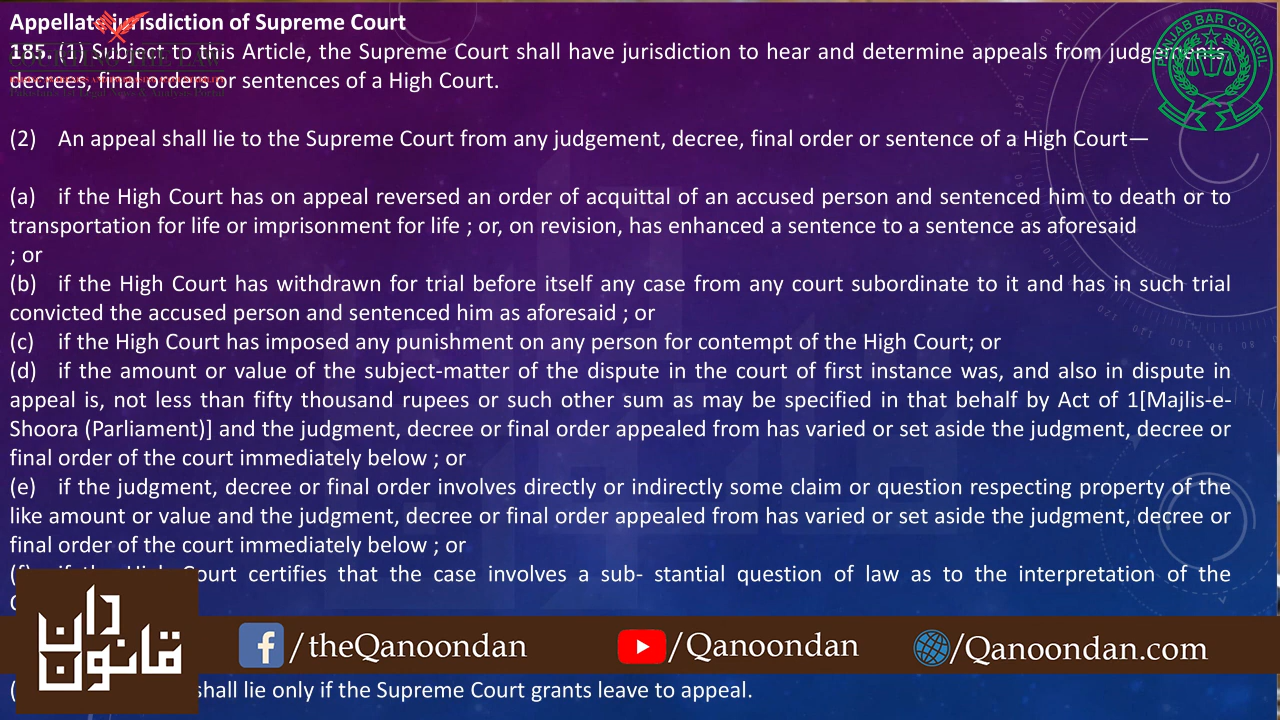 Appellate jurisdiction of Supreme Court
185. (1) Subject to this Article, the Supreme Court shall have jurisdiction to hear and determine appeals from judgements,
decrees, final orders or sentences of a High Court.
PUNJAB BAR COUNCIL
(2) An appeal shall lie to the Supreme Court from any judgement, decree, final order or sentence of a High Court—
(a) if the High Court has on appeal reversed an order of acquittal of an accused person and sentenced him to death or to
transportation for life or imprisonment for life ; or, on revision, has enhanced a sentence to a sentence as aforesaid
; or
(b) if the High Court has withdrawn for trial before itself any case from any court subordinate to it and has in such trial
convicted the accused person and sentenced him as aforesaid ; or
(c) if the High Court has imposed any punishment on any person for contempt of the High Court; or
(d) if the amount or value of the subject-matter of the dispute in the court of first instance was, and also in dispute in
appeal is, not less than fifty thousand rupees or such other sum as may be specified in that behalf by Act of 1[Majlis-e-
Shoora (Parliament)] and the judgment, decree or final order appealed from has varied or set aside the judgment, decree or
final order of the court immediately below ; or
(e) if the judgment, decree or final order involves directly or indirectly some claim or question respecting property of the
like amount or value and the judgment, decree or final order appealed from has varied or set aside the judgment, decree or
final order of the court immediately below ; or
(f) if the High Court certifies that the case involves a sub- stantial question of law as to the interpretation of the
قانون دان
/theQanoondan
/Qanoondan
/Qanoondan.com
shall lie only if the Supreme Court grants leave to appeal.